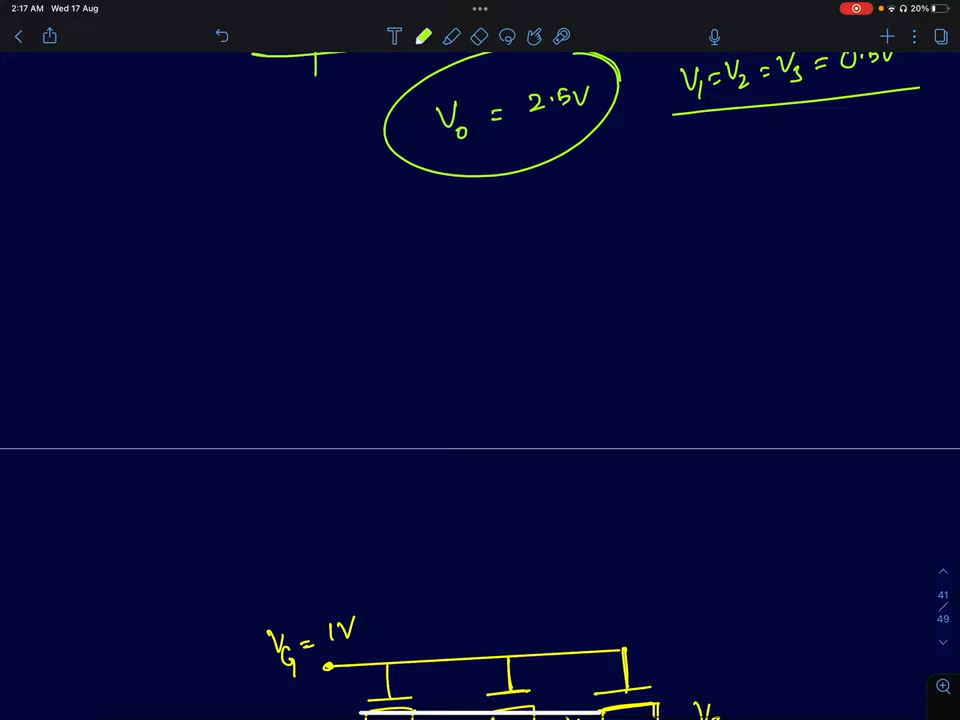 2:17 AM Wed 17 Aug
20%
V₁ = V₂ = V₃ = 0.5V
V₀ = 2.5V
41
49
V_G = 1V